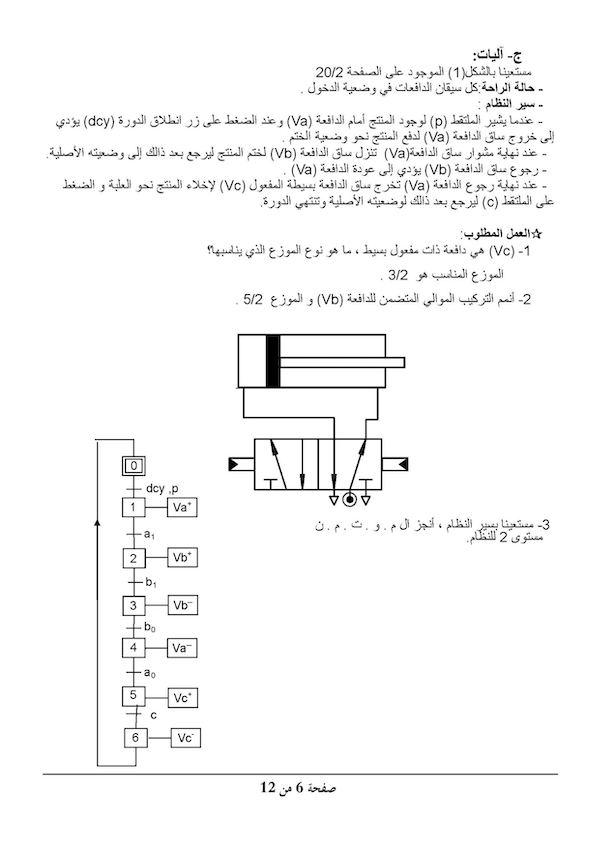 ج- آليات:
مستعينا بالشكل(1) الموجود على الصفحة 20/2
- حالة الراحة:كل سيقان الدافعات في وضعية الدخول .
- سير النظام :
- عندما يشير الملتقط (p) لوجود المنتج أمام الدافعة (Va) وعند الضغط على زر انطلاق الدورة (dcy) يؤدي
إلى خروج ساق الدافعة (Va) لدفع المنتج نحو وضعية الختم .
- عند نهاية مشوار ساق الدافعة(Va) تنزل ساق الدافعة (Vb) لختم المنتج ليرجع بعد ذالك إلى وضعيته الأصلية.
- رجوع ساق الدافعة (Vb) يؤدي إلى عودة الدافعة (Va) .
- عند نهاية رجوع الدافعة (Va) تخرج ساق الدافعة بسيطة المفعول (Vc) لإخلاء المنتج نحو العلبة و الضغط
على الملتقط (c) ليرجع بعد ذالك لوضعيته الأصلية وتنتهي الدورة.
☆العمل المطلوب:
1- (Vc) هي دافعة ذات مفعول بسيط ، ما هو نوع الموزع الذي يناسبها؟
الموزع المناسب هو 3/2 .
2- أتمم التركيب الموالي المتضمن للدافعة (Vb) و الموزع 5/2 .
3- مستعينا بسير النظام ، أنجز ال م . و . ت . م . ن
مستوى 2 للنظام.
0
dcy ,p
1 Va+
a1
2 Vb+
b1
3 Vb–
b0
4 Va–
a0
5 Vc+
c
6 Vc-
صفحة 6 من 12